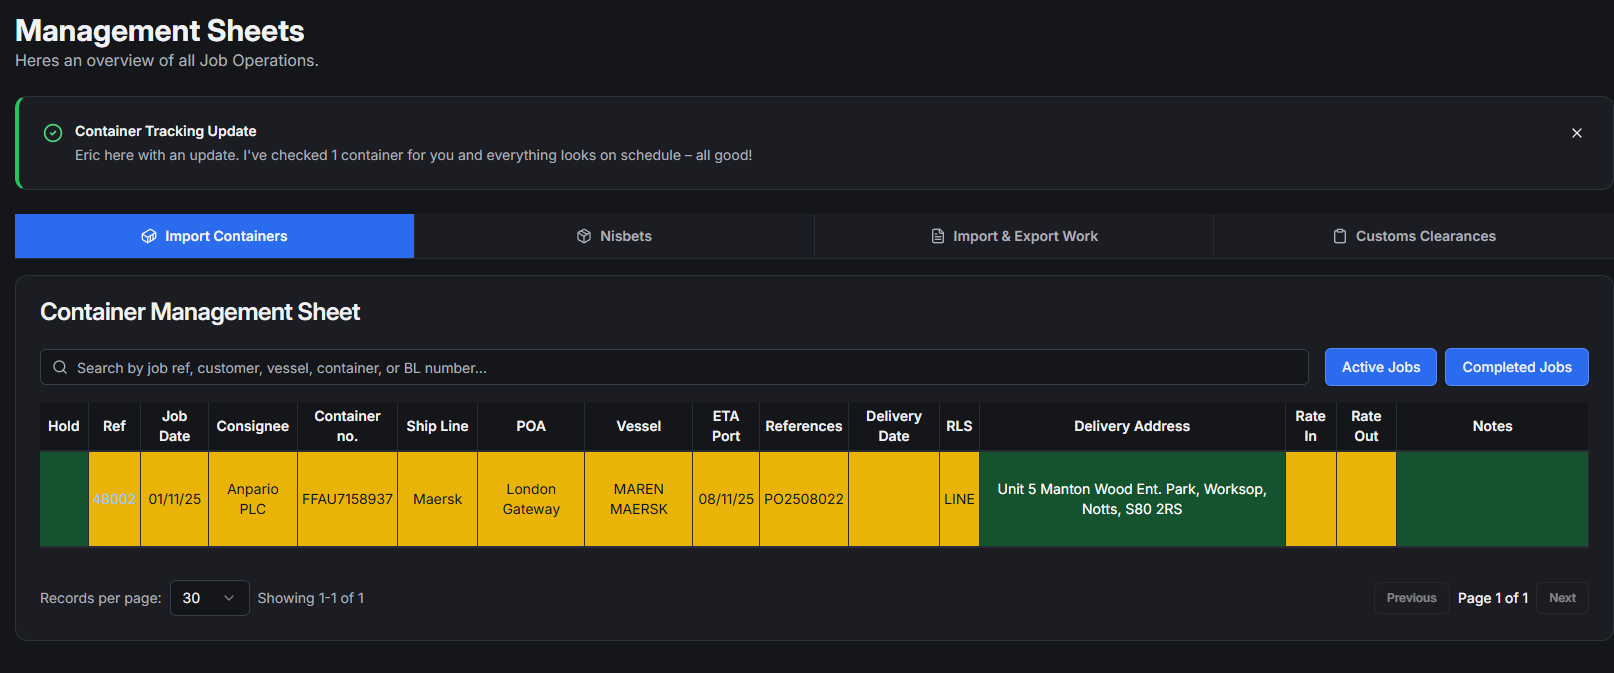 Management Sheets
Heres an overview of all Job Operations.
Container Tracking Update
Eric here with an update. I've checked 1 container for you and everything looks on schedule – all good!
Import Containers
Nisbets
Import & Export Work
Customs Clearances
Container Management Sheet
Search by job ref, customer, vessel, container, or BL number...
Active Jobs
Completed Jobs
Hold
Ref
Job
Date
Consignee
Container
no.
Ship Line
POA
Vessel
ETA
Port
References
Delivery
Date
RLS
Delivery Address
Rate
In
Rate
Out
Notes
48002
01/11/25
Anpario
PLC
FFAU7158937
Maersk
London
Gateway
MAREN
MAERSK
08/11/25
PO2508022
LINE
Unit 5 Manton Wood Ent. Park, Worksop,
Notts, S80 2RS
Records per page:
30
Showing 1-1 of 1
Previous
Page 1 of 1
Next